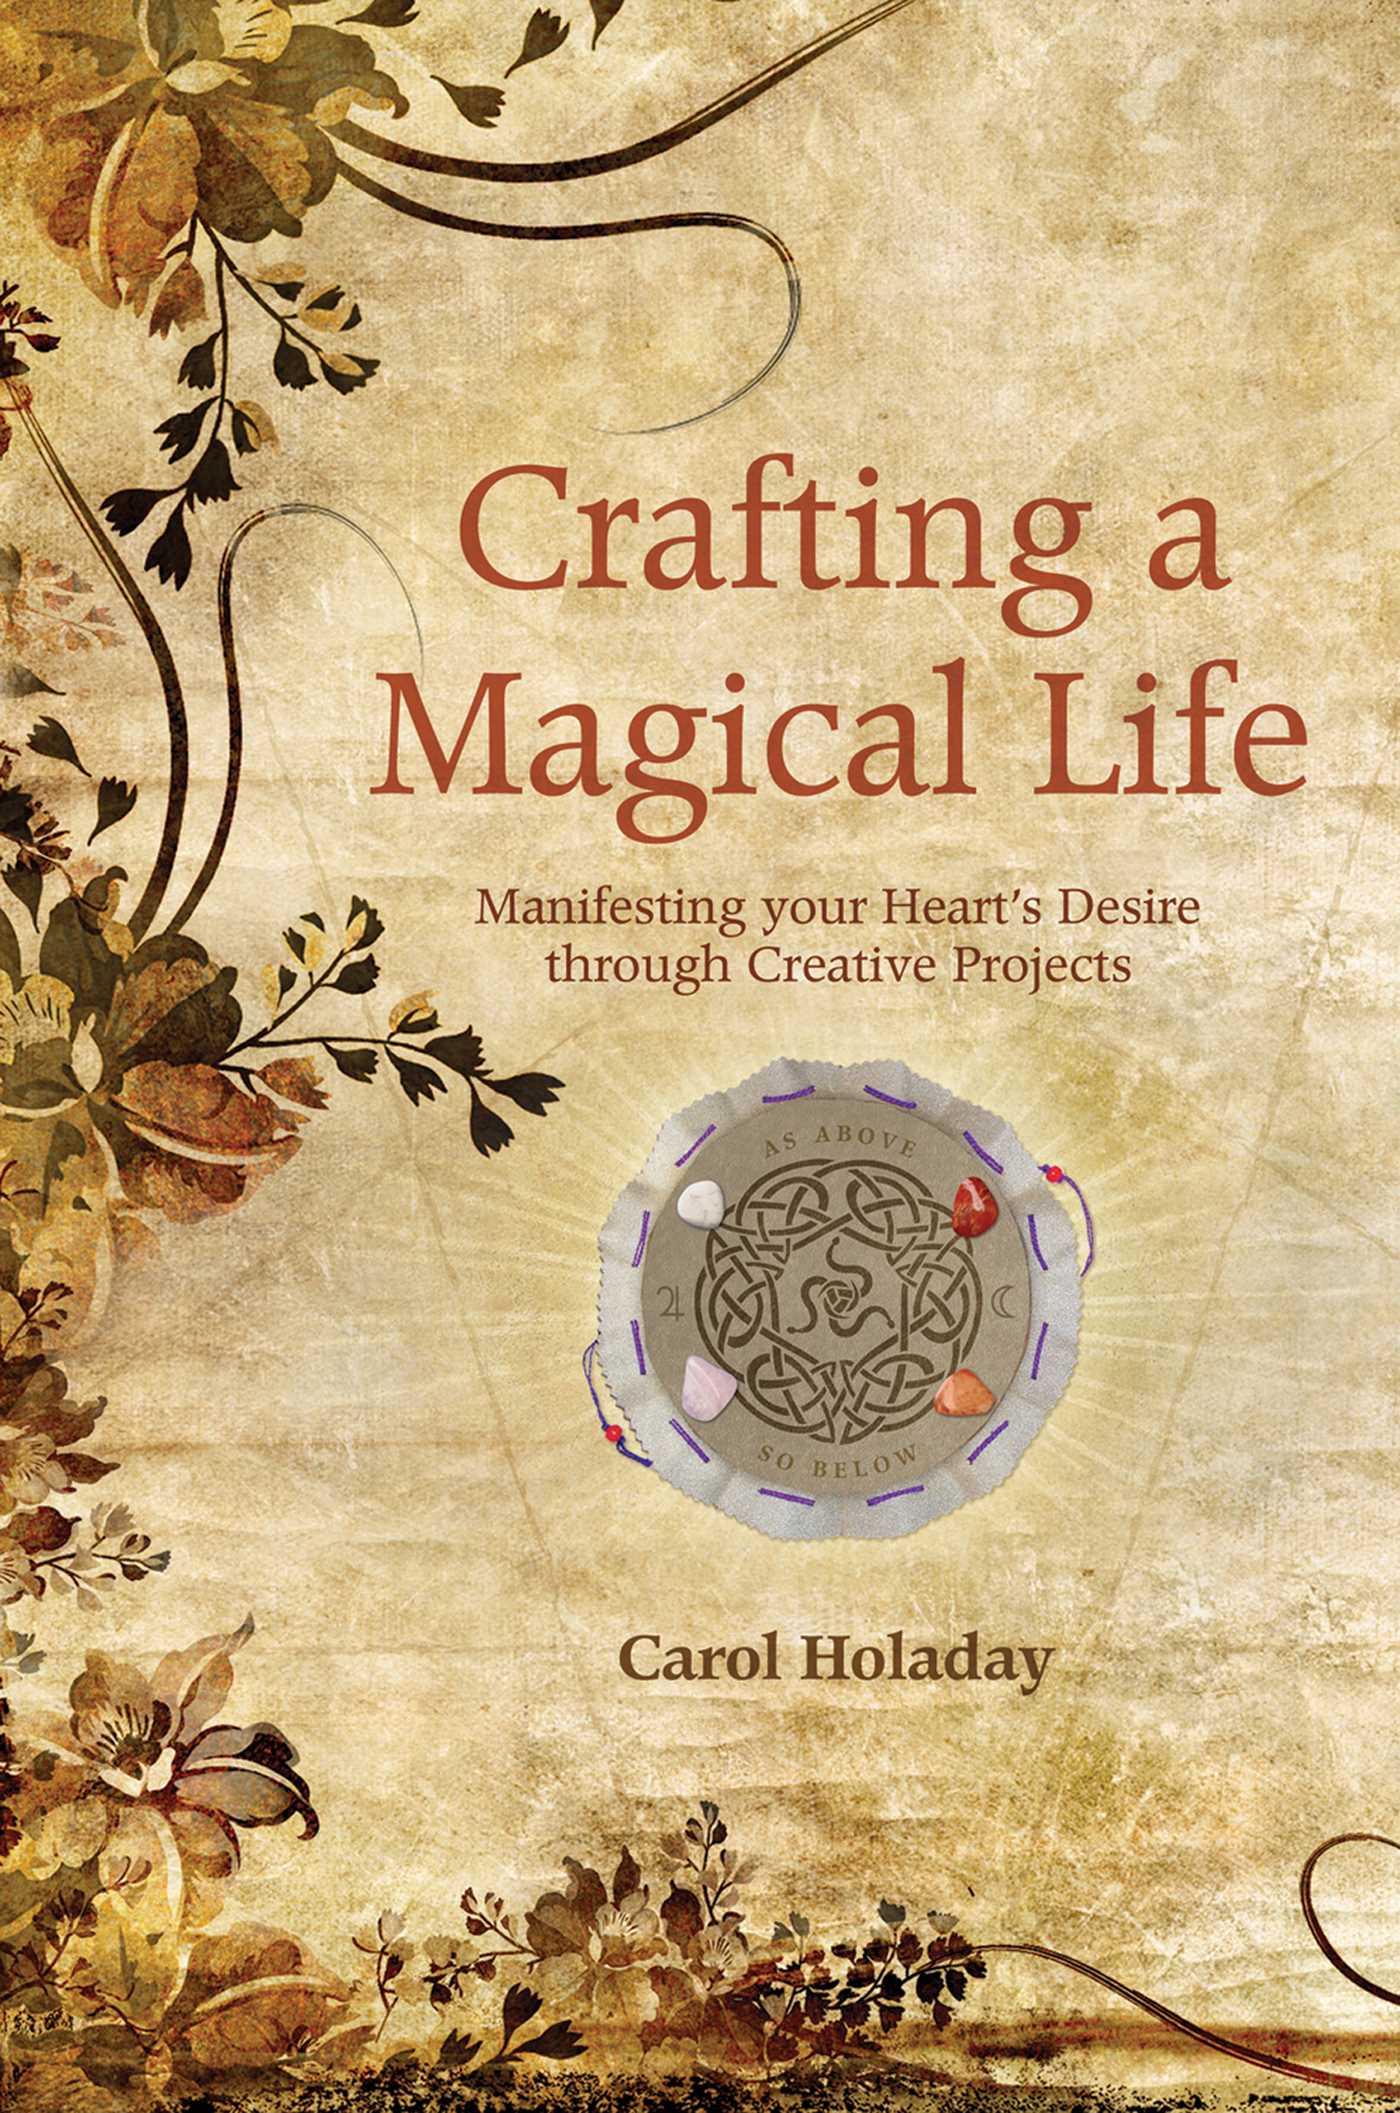 Crafting a
Magical Life
Manifesting your Heart's Desire
through Creative Projects
AS ABOVE
SO BELOW
Carol Holaday